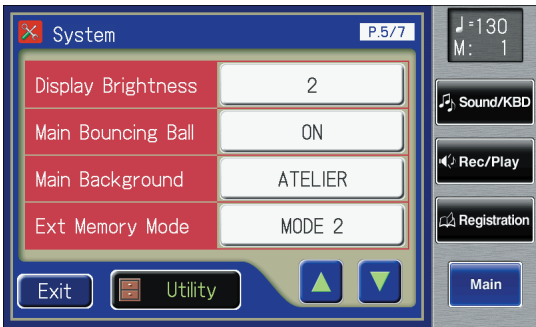 System P.5/7
Display Brightness 2
Main Bouncing Ball ON
Main Background ATELIER
Ext Memory Mode MODE 2
Exit Utility
♩=130
M: 1
Sound/KBD
Rec/Play
Registration
Main